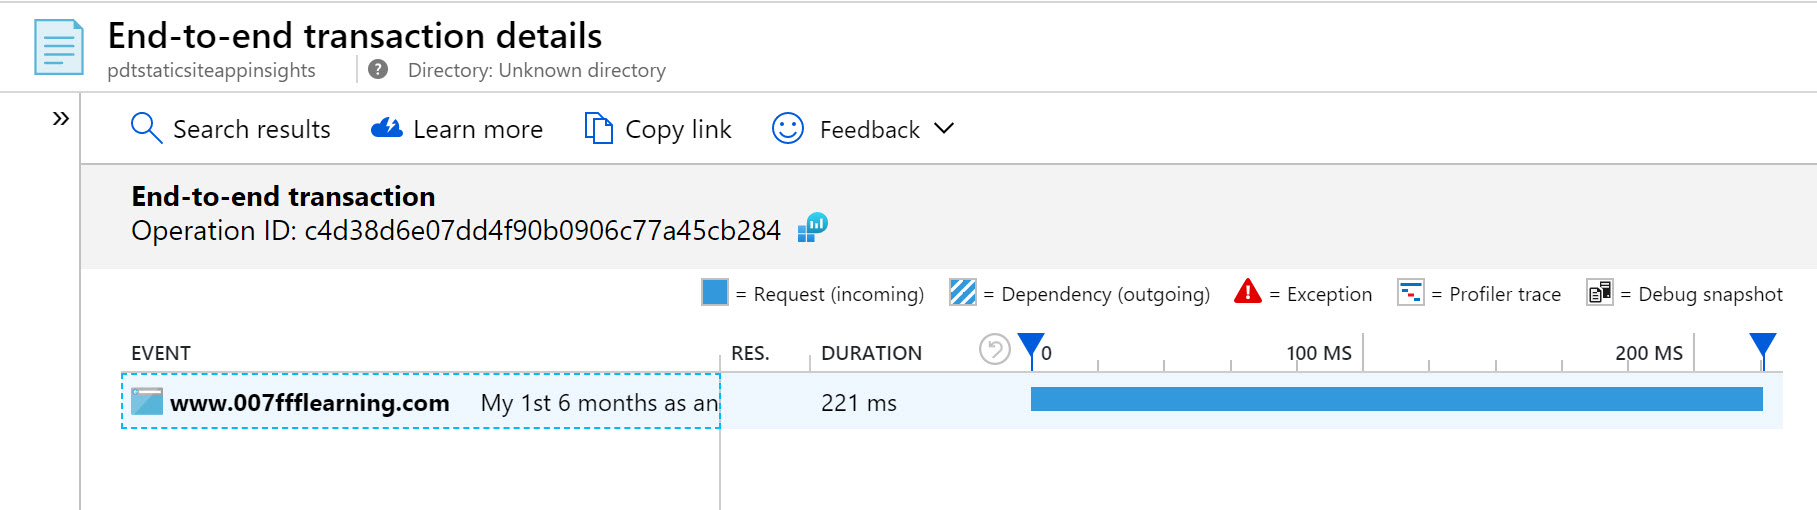 End-to-end transaction details
pdtstaticsiteappinsights ? Directory: Unknown directory
» Search results Learn more Copy link Feedback
End-to-end transaction
Operation ID: c4d38d6e07dd4f90b0906c77a45cb284
= Request (incoming) = Dependency (outgoing) = Exception = Profiler trace = Debug snapshot
EVENT RES. DURATION 0 100 MS 200 MS
www.007ffflearning.com My 1st 6 months as an 221 ms